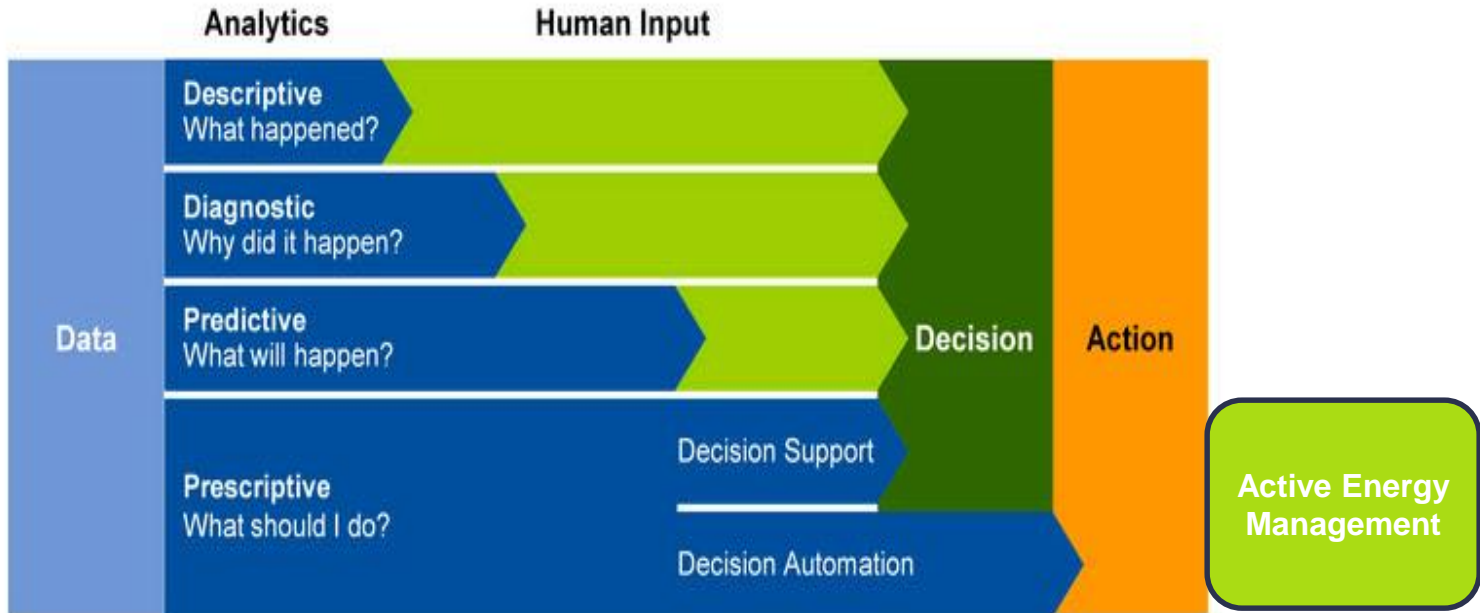 Analytics
Human Input
Descriptive
What happened?
Diagnostic
Why did it happen?
Predictive
What will happen?
Data
Decision
Action
Decision Support
Prescriptive
What should I do?
Decision Automation
Active Energy
Management